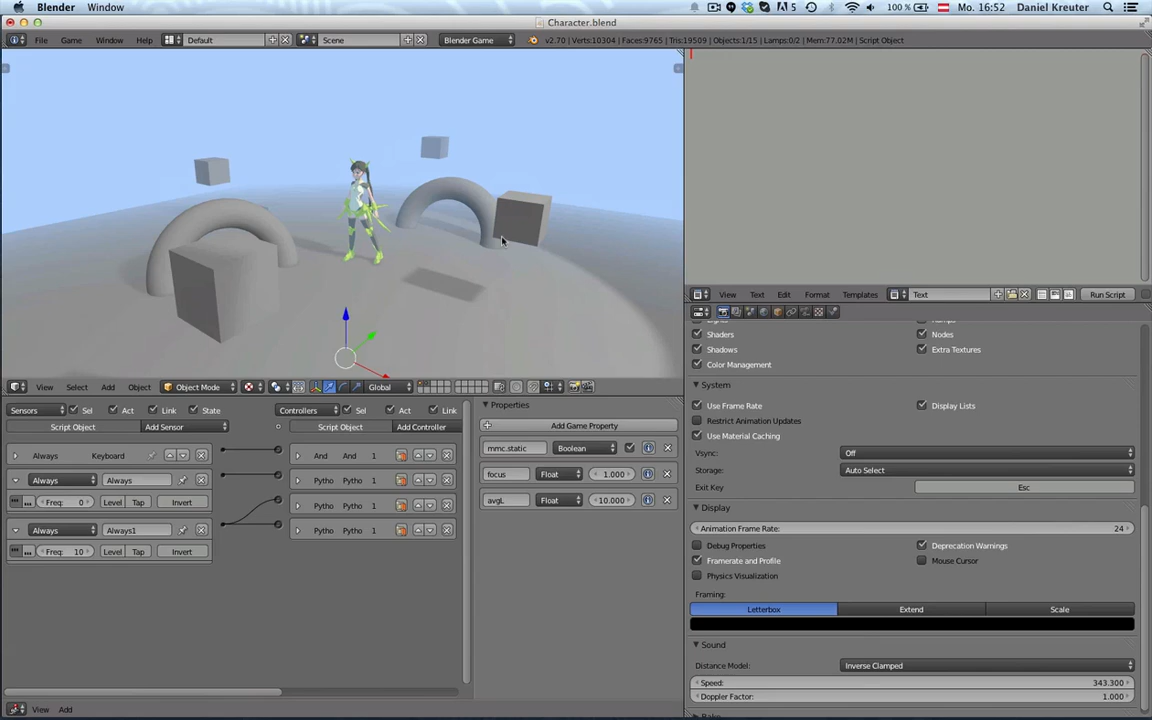 Blender Window 5 100 % Mo. 16:52 Daniel Kreuter
Character.blend
File Game Window Help Default Scene Blender Game v2.70 | Verts:10304 | Faces:9765 | Tris:19509 | Objects:1/15 | Lamps:0/2 | Mem:77.02M | Script Object
View Text Edit Format Templates Text Run Script
Shaders Nodes
Shadows Extra Textures
Color Management
System
Use Frame Rate Display Lists
Restrict Animation Updates
Use Material Caching
Vsync: Off
Storage: Auto Select
Exit Key Esc
Display
Animation Frame Rate: 24
Debug Properties Deprecation Warnings
Framerate and Profile Mouse Cursor
Physics Visualization
Framing:
Letterbox Extend Scale
Sound
Distance Model: Inverse Clamped
Speed: 343.300
Doppler Factor: 1.000
View Select Add Object Object Mode Global
Sensors Sel Act Link State Controllers Sel Act Link
Script Object Add Sensor Script Object Add Controller
Always Keyboard And And 1
Always Always Pytho Pytho 1
Freq: 0 Level Tap Invert Pytho Pytho 1
Always Always1 Pytho Pytho 1
Freq: 10 Level Tap Invert
Properties
Add Game Property
mmc.static Boolean
focus Float 1.000
avgL Float 10.000
View Add